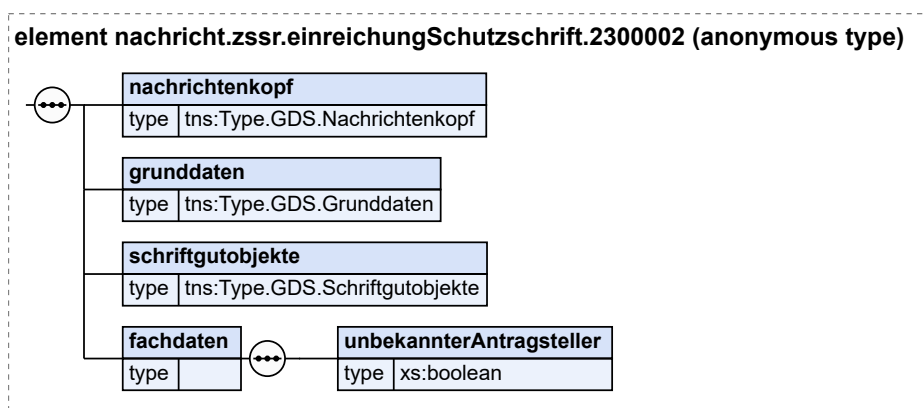 element nachricht.zssr.einreichungSchutzschrift.2300002 (anonymous type)
nachrichtenkopf
type tns:Type.GDS.Nachrichtenkopf
grunddaten
type tns:Type.GDS.Grunddaten
schriftgutobjekte
type tns:Type.GDS.Schriftgutobjekte
fachdaten
type
unbekannterAntragsteller
type xs:boolean